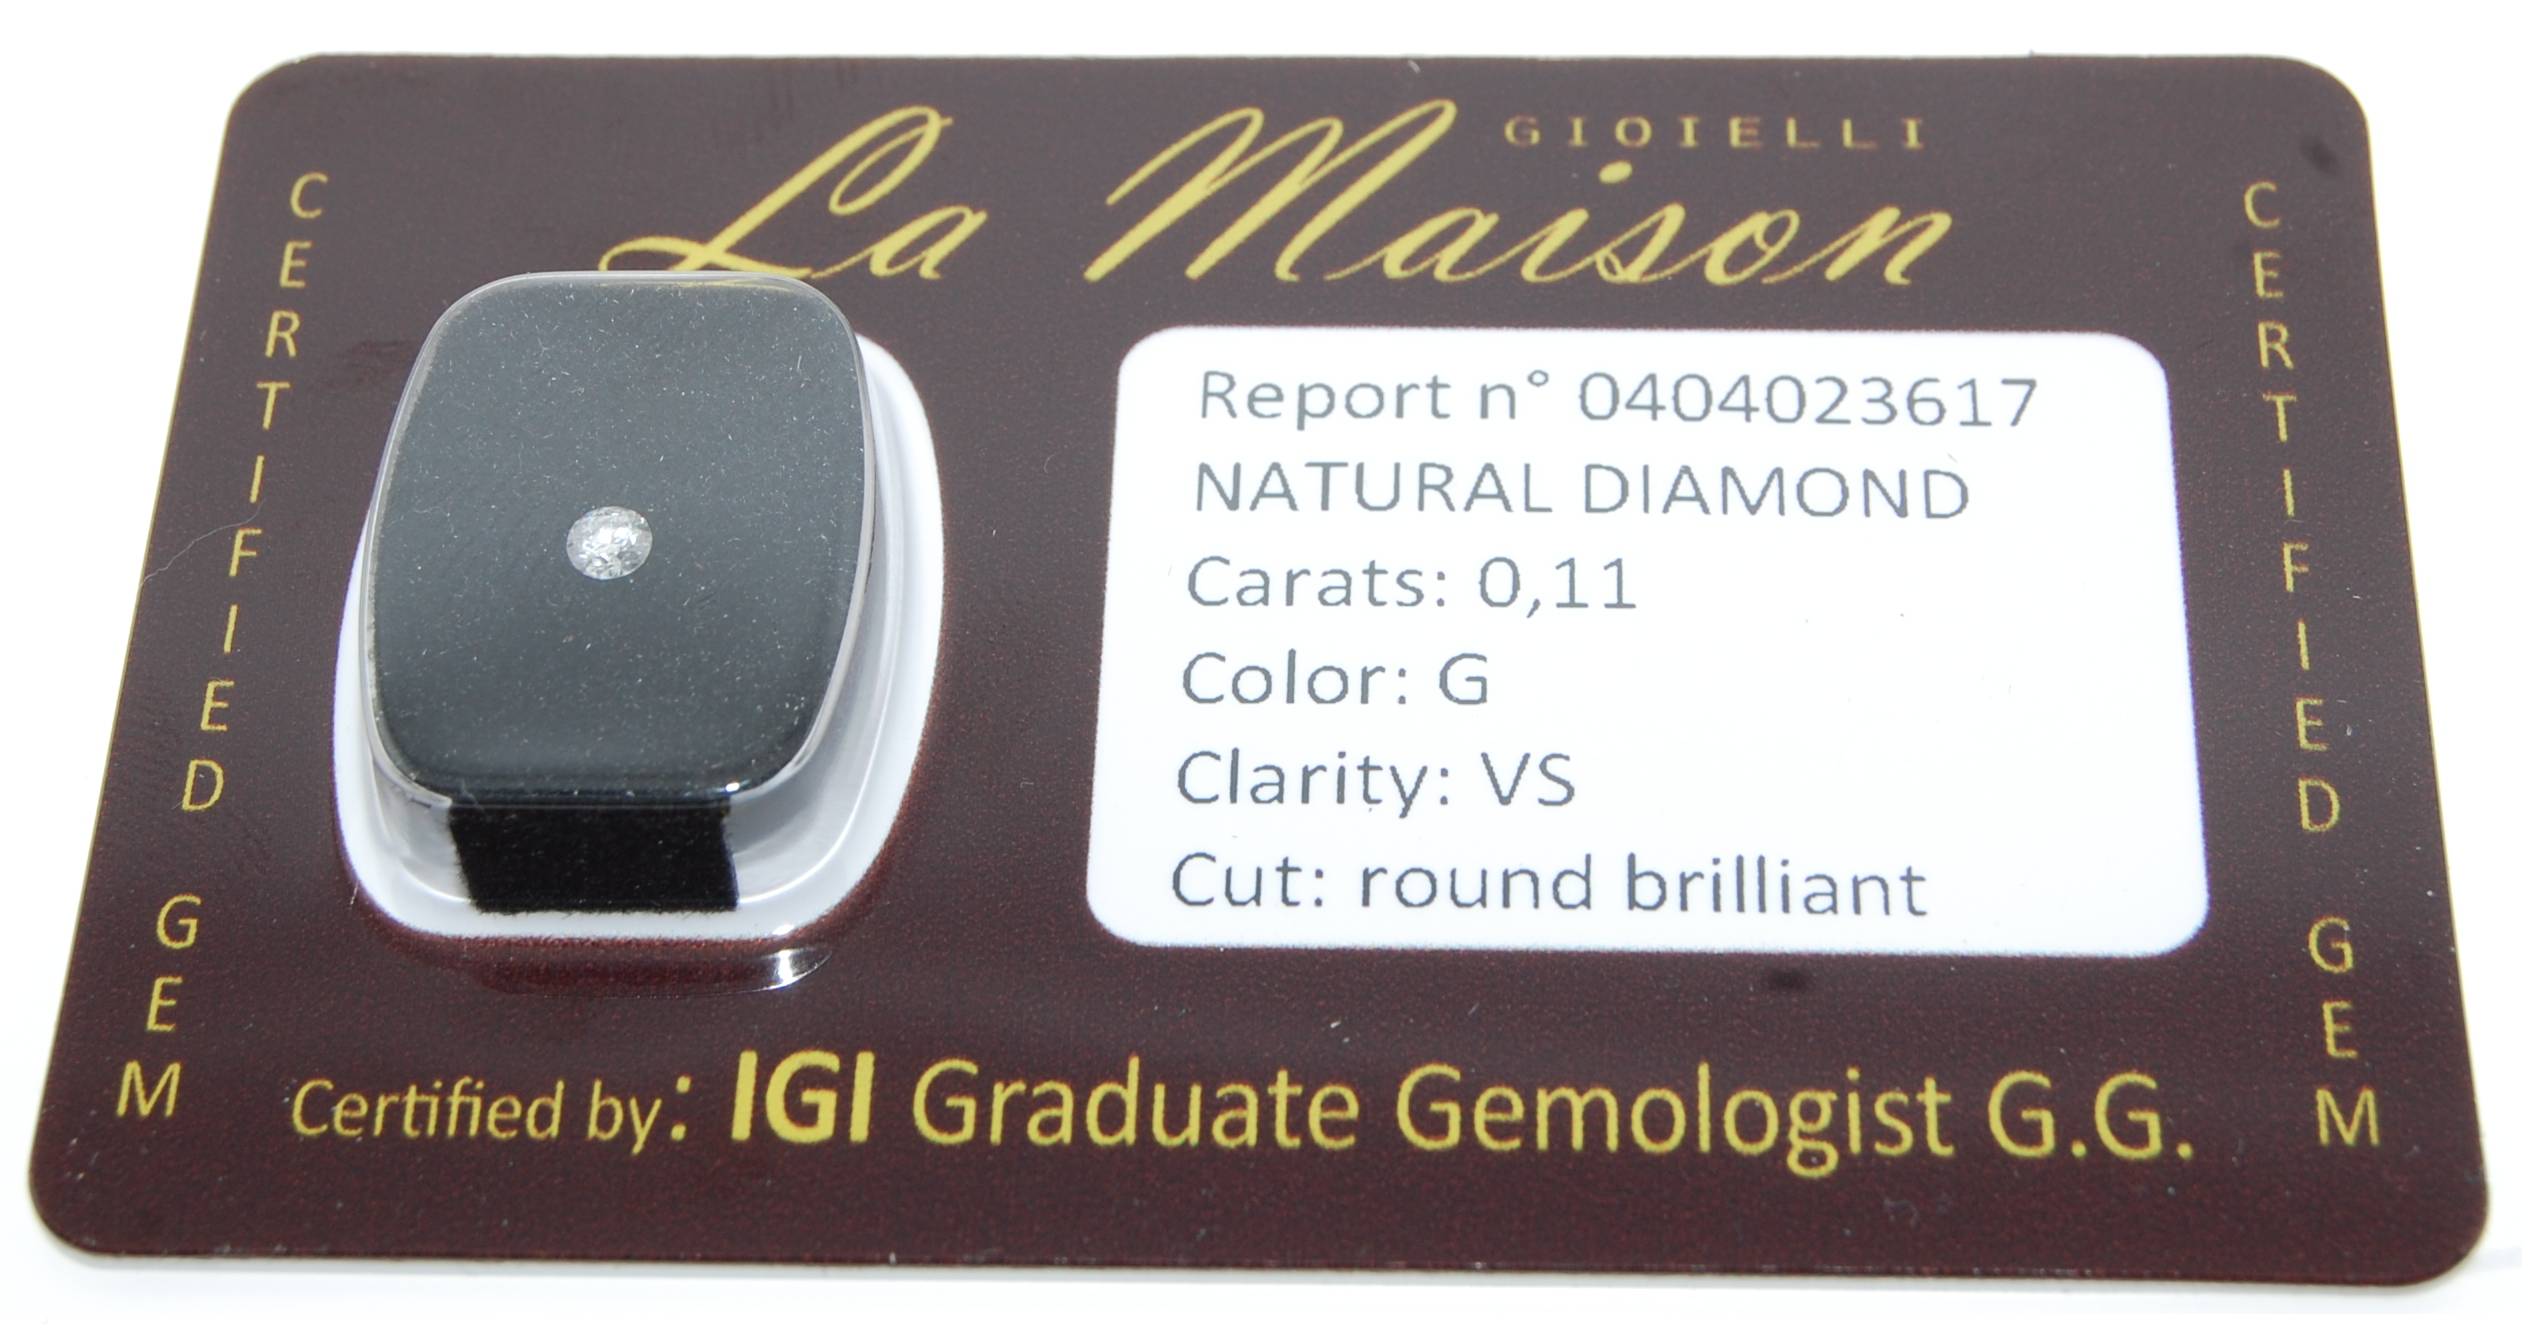 GIOIELLI
La Maison
CERTIFIED GEM
Report n° 0404023617
NATURAL DIAMOND
Carats: 0,11
Color: G
Clarity: VS
Cut: round brilliant
CERTIFIED GEM
Certified by: IGI Graduate Gemologist G.G.